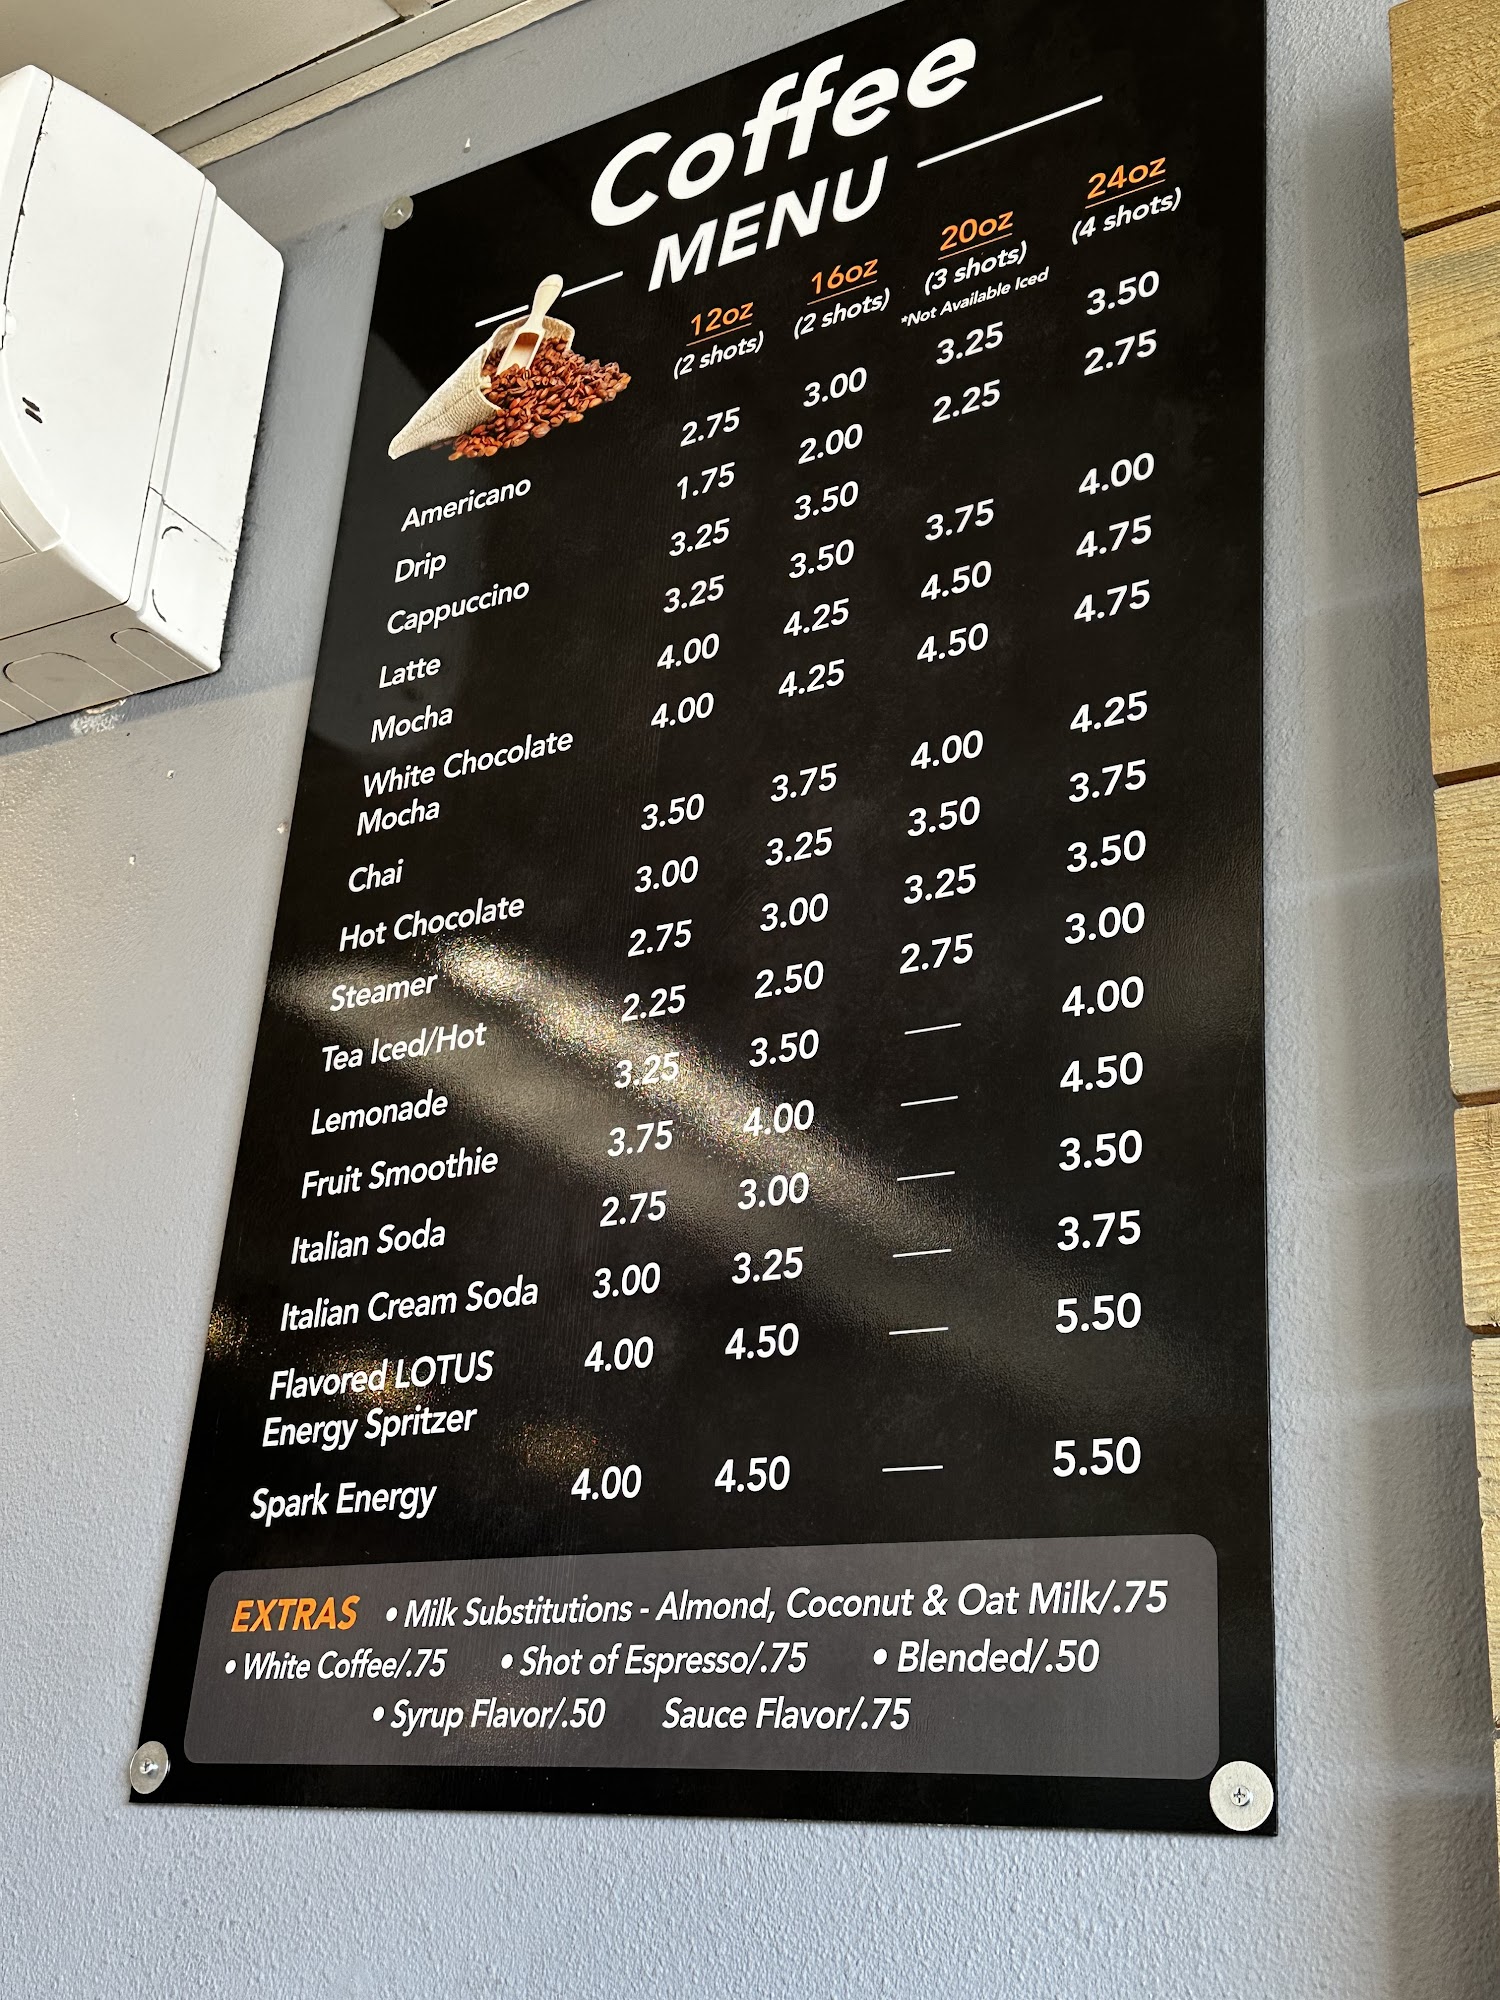 Coffee
MENU
12oz 16oz 20oz 24oz
(2 shots) (2 shots) (3 shots) (4 shots)
*Not Available Iced
Americano 2.75 3.00 3.25 3.50
Drip 1.75 2.00 2.25 2.75
Cappuccino 3.25 3.50
Latte 3.25 3.50 3.75 4.00
Mocha 4.00 4.25 4.50 4.75
White Chocolate 4.00 4.25 4.50 4.75
Mocha
Chai 3.50 3.75 4.00 4.25
Hot Chocolate 3.00 3.25 3.50 3.75
Steamer 2.75 3.00 3.25 3.50
Tea Iced/Hot 2.25 2.50 2.75 3.00
Lemonade 3.25 3.50 — 4.00
Fruit Smoothie 3.75 4.00 — 4.50
Italian Soda 2.75 3.00 — 3.50
Italian Cream Soda 3.00 3.25 — 3.75
Flavored LOTUS 4.00 4.50 — 5.50
Energy Spritzer
Spark Energy 4.00 4.50 — 5.50
EXTRAS • Milk Substitutions - Almond, Coconut & Oat Milk/.75
• White Coffee/.75 • Shot of Espresso/.75 • Blended/.50
• Syrup Flavor/.50 Sauce Flavor/.75